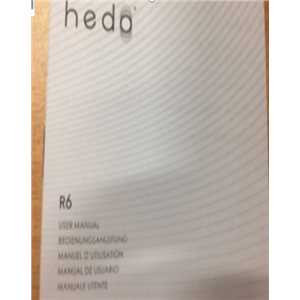 hedo
R6
USER MANUAL
BEDIENUNGSANLEITUNG
MANUEL D'UTILISATION
MANUAL DE USUARIO
MANUALE UTENTE